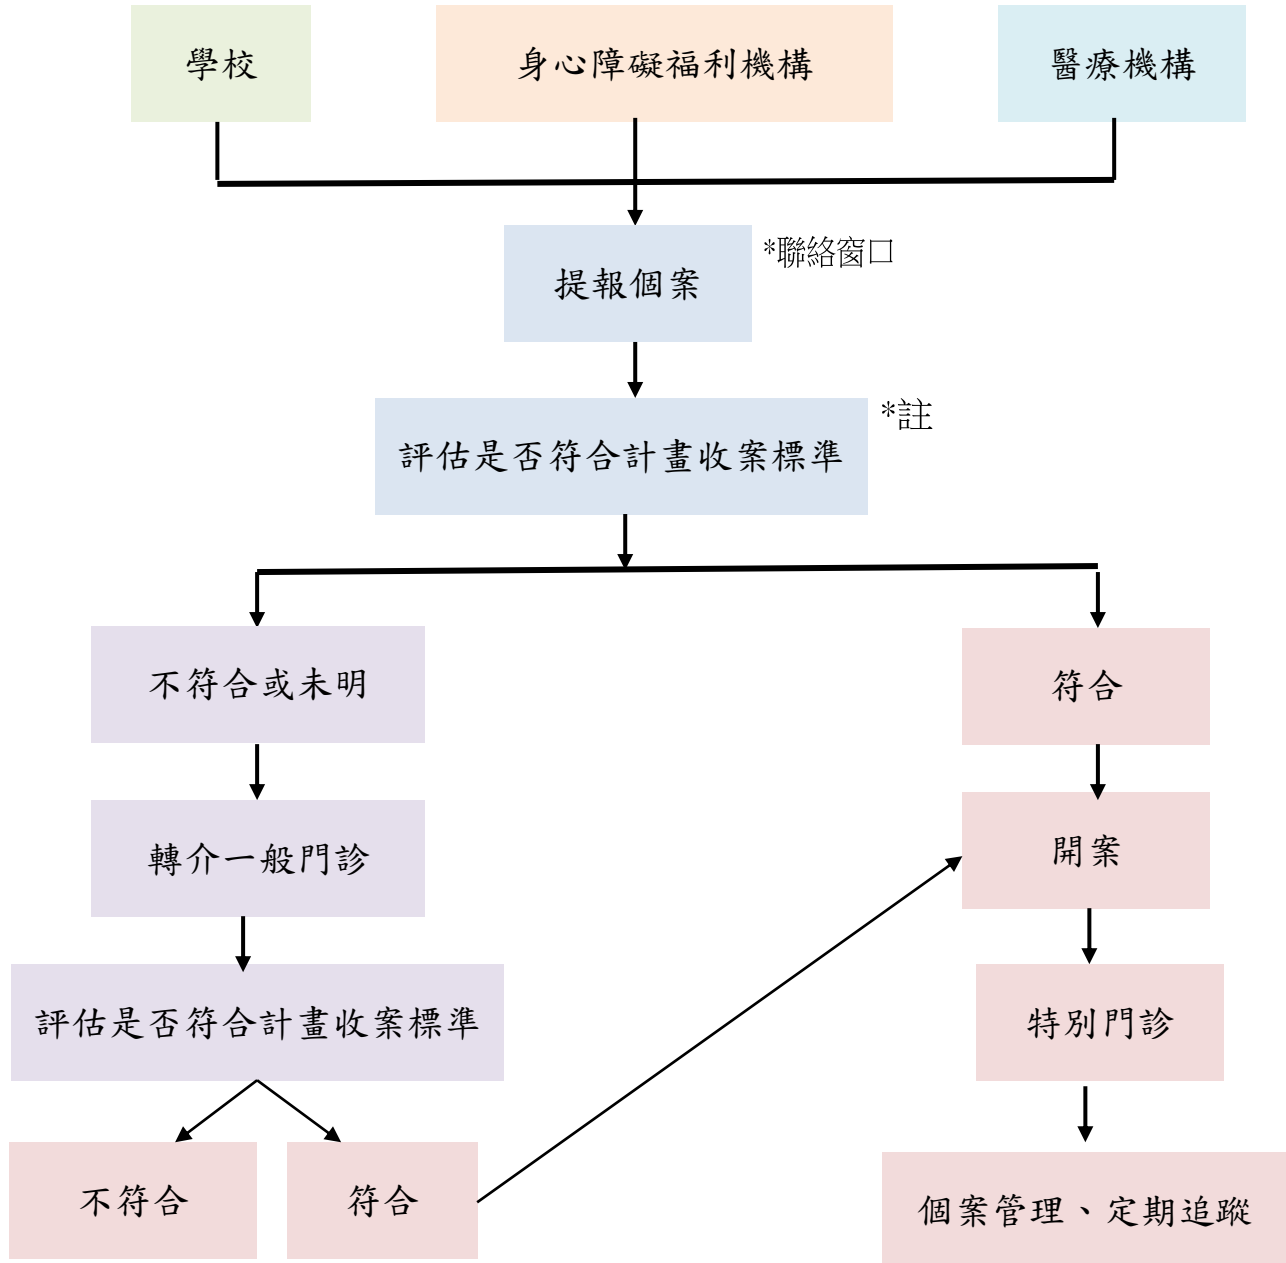 學校
身心障礙福利機構
醫療機構
提報個案
*聯絡窗口
評估是否符合計畫收案標準
*註
不符合或未明
符合
轉介一般門診
開案
評估是否符合計畫收案標準
特別門診
不符合
符合
個案管理、定期追蹤